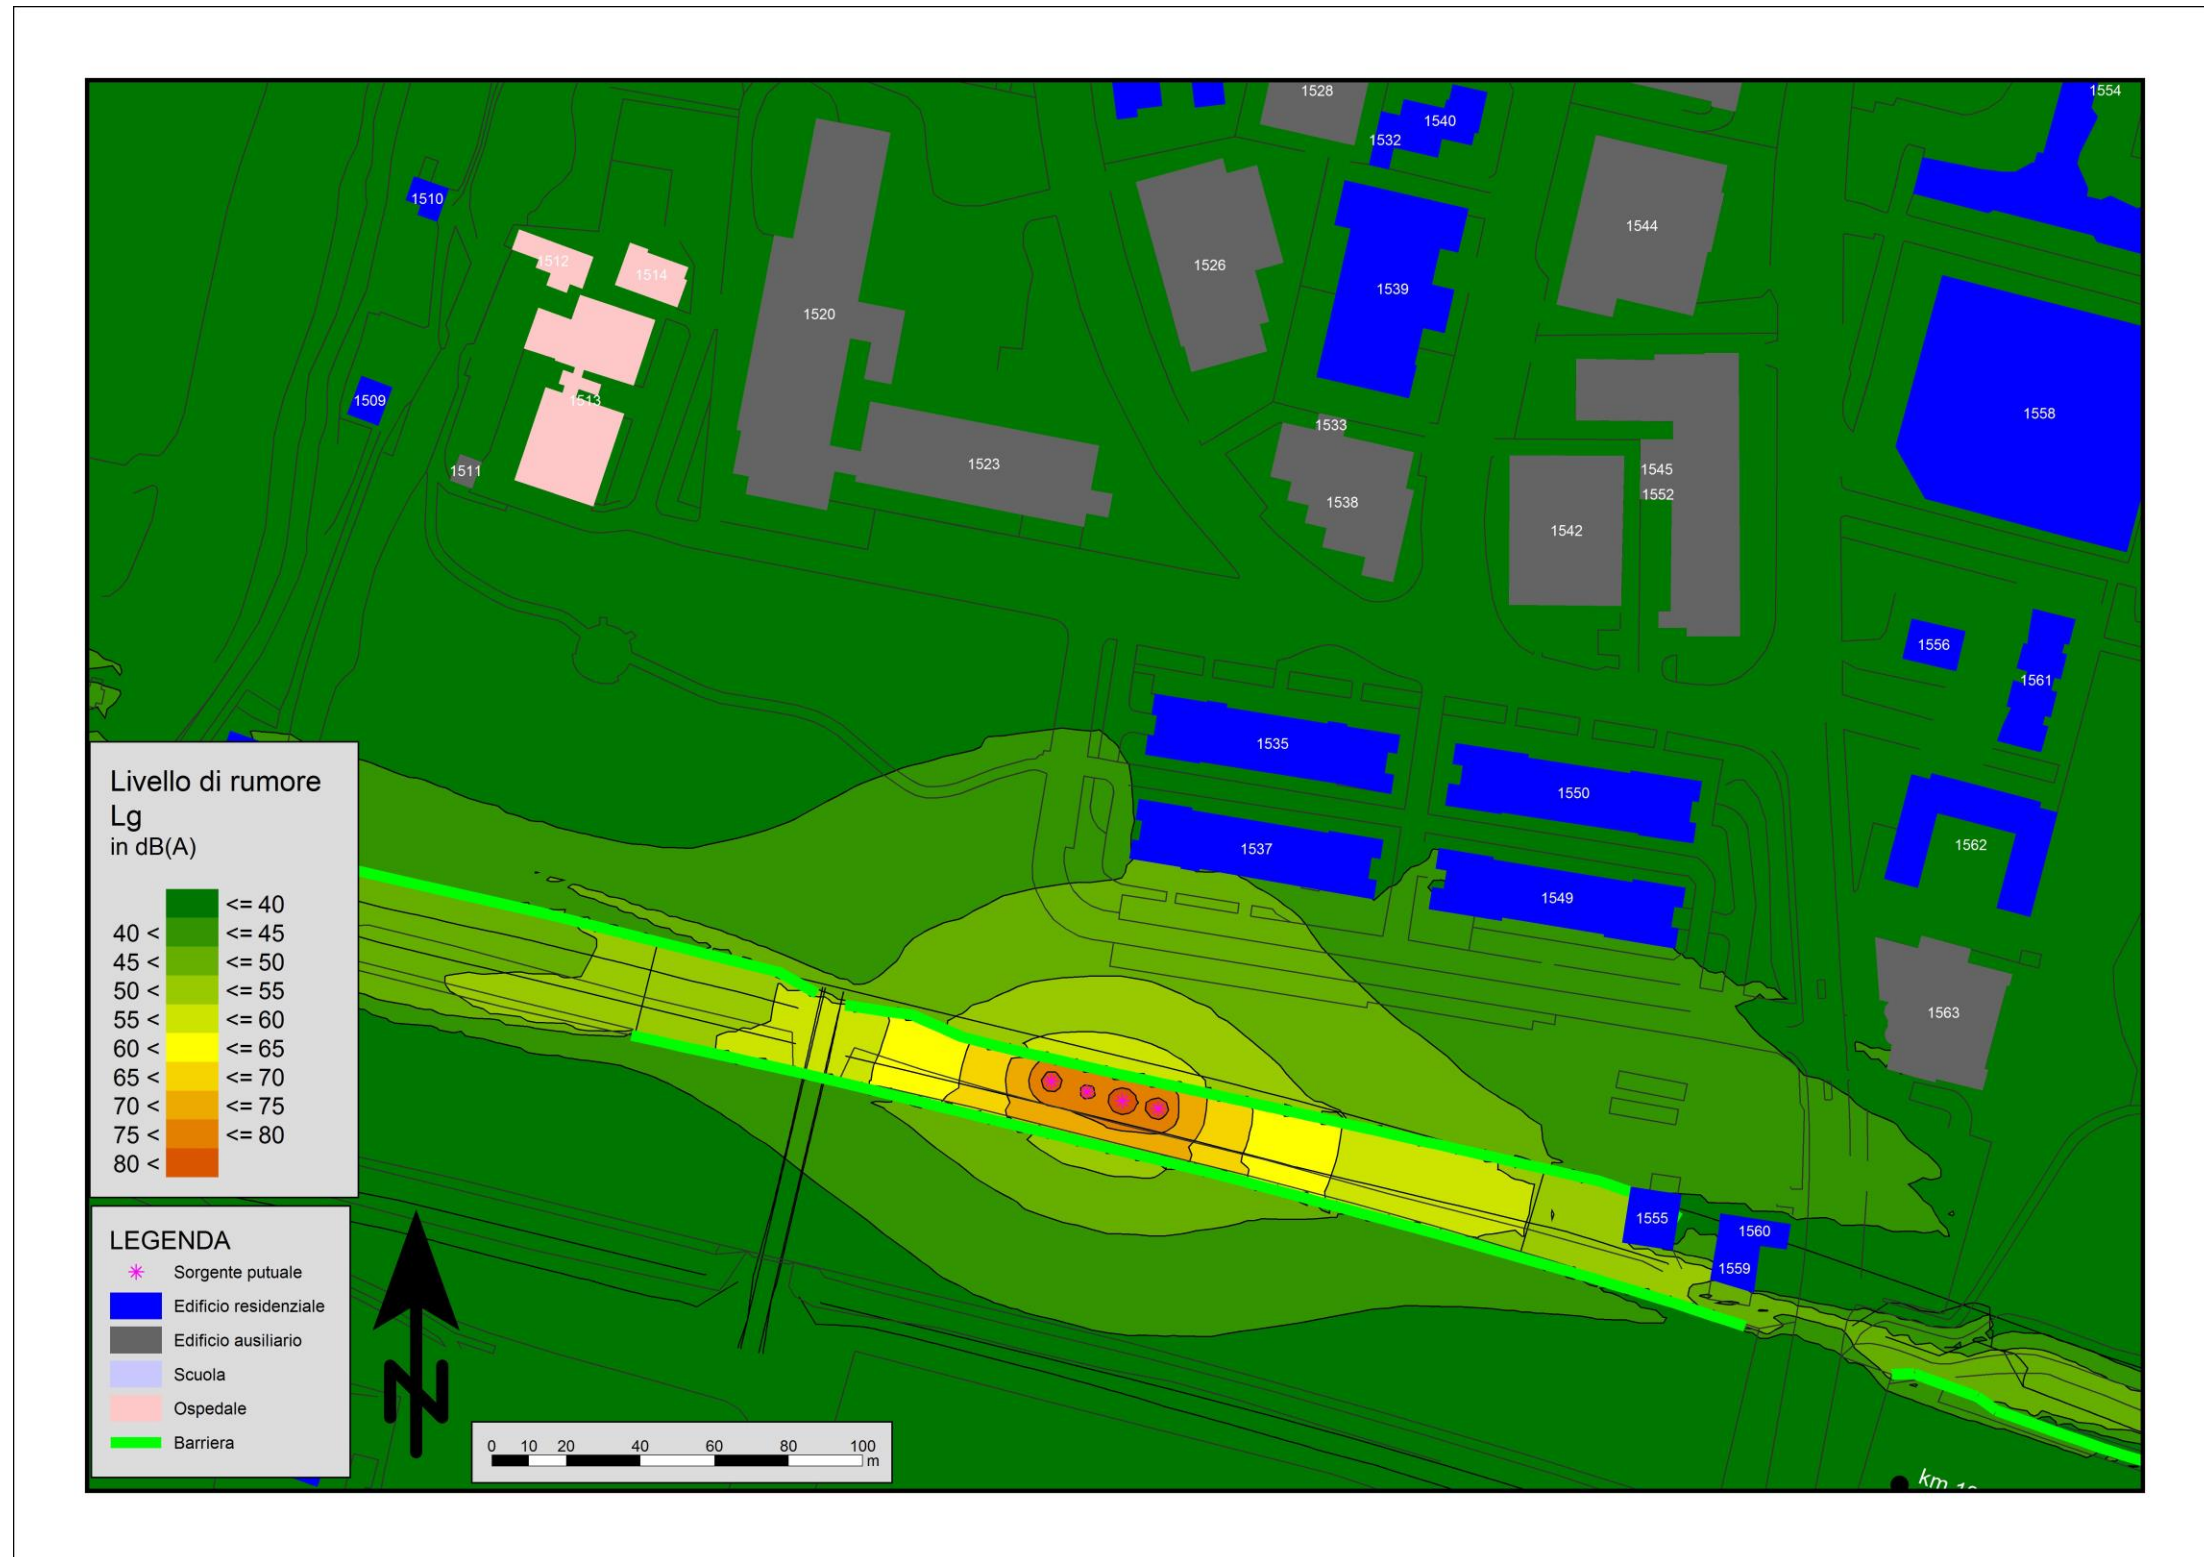 1528
1554
1540
1532
1510
1544
1512
1526
1514
1539
1520
1509
1513
1558
1533
1523
1511
1545
1552
1538
1542
1556
1561
1535
1550
1537
1562
1549
1563
1555
1560
1559
Livello di rumore
Lg
in dB(A)
<= 40
40 < <= 45
45 < <= 50
50 < <= 55
55 < <= 60
60 < <= 65
65 < <= 70
70 < <= 75
75 < <= 80
80 <
LEGENDA
Sorgente putuale
Edificio residenziale
Edificio ausiliario
Scuola
Ospedale
Barriera
N
0 10 20 40 60 80 100
m
km